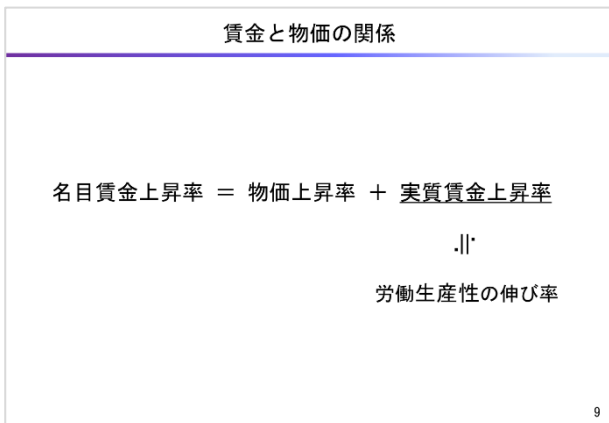 賃金と物価の関係
名目賃金上昇率 ＝ 物価上昇率 ＋ 実質賃金上昇率
≒
労働生産性の伸び率
9